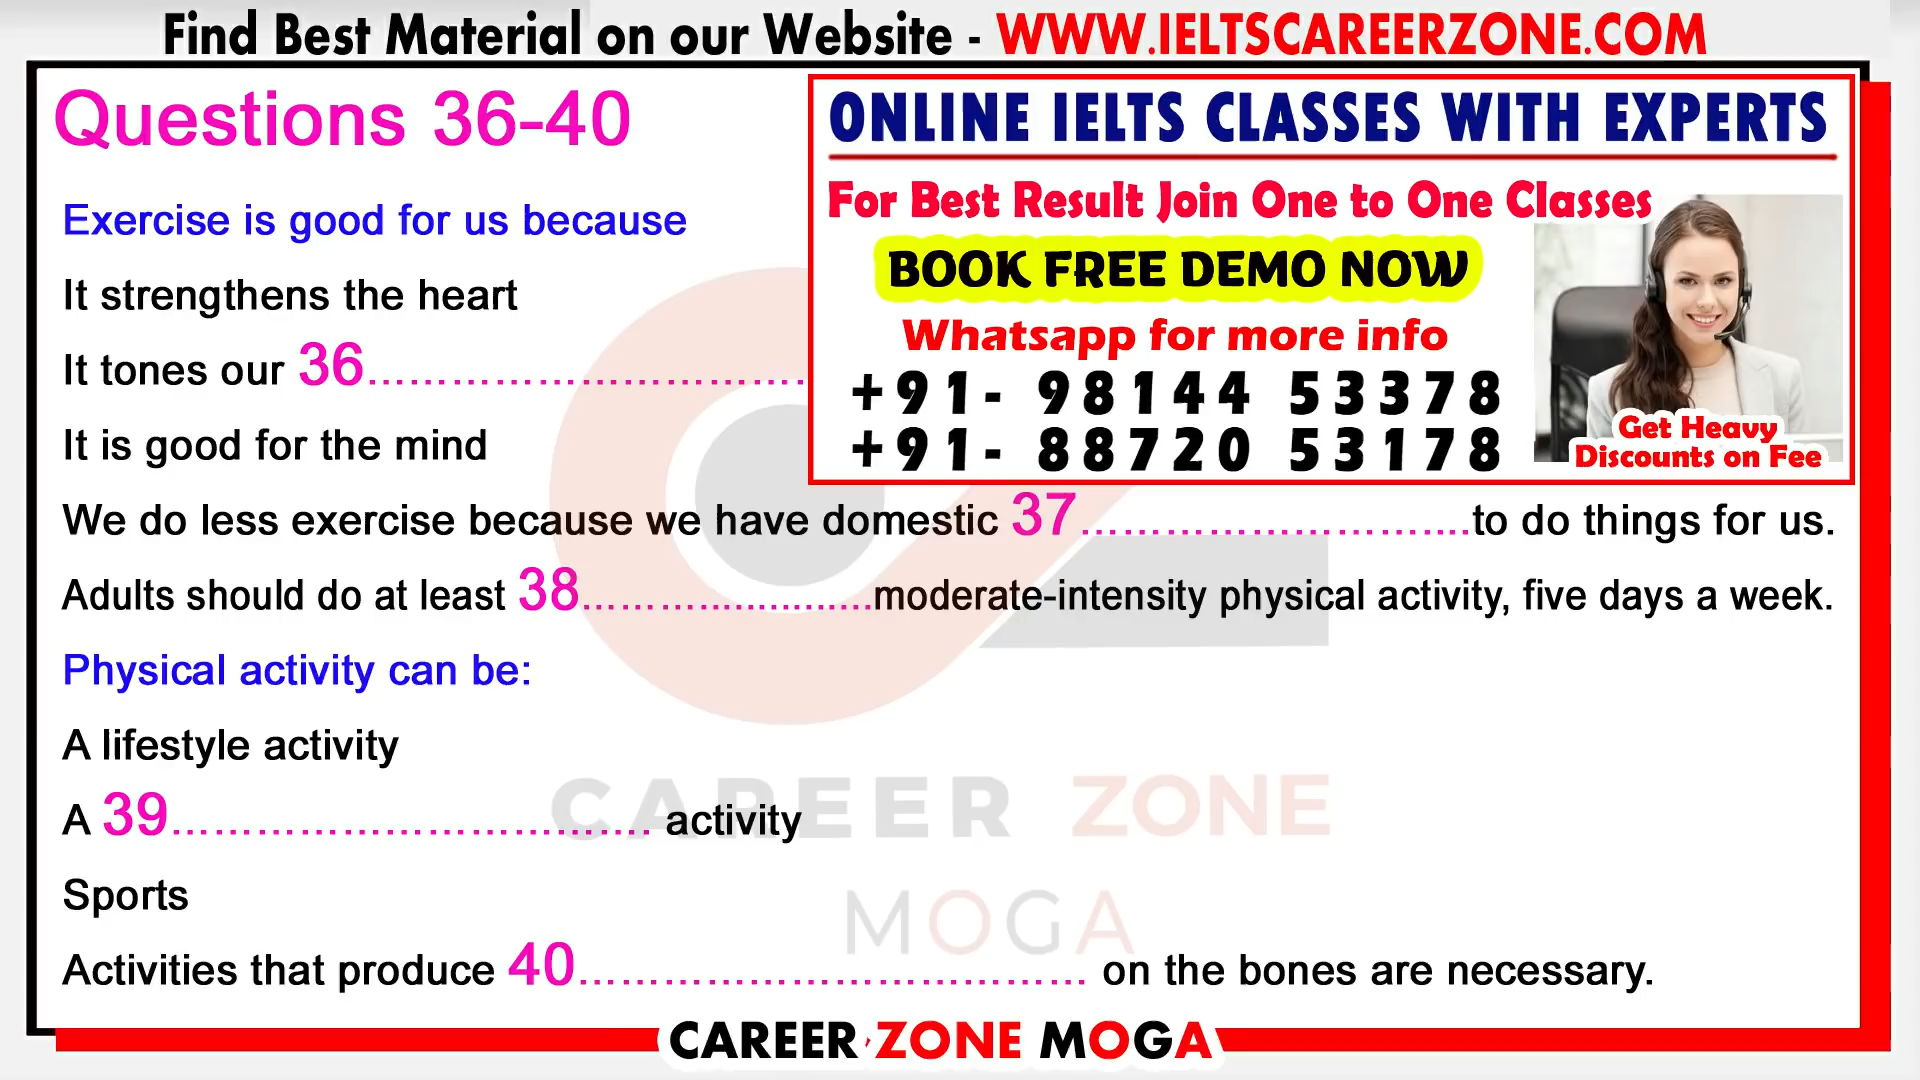 Find Best Material on our Website - WWW.IELTSCAREERZONE.COM
Questions 36-40
ONLINE IELTS CLASSES WITH EXPERTS
For Best Result Join One to One Classes
BOOK FREE DEMO NOW
Whatsapp for more info
+91- 98144 53378
+91- 88720 53178
Get Heavy
Discounts on Fee
Exercise is good for us because
It strengthens the heart
It tones our 36................................
It is good for the mind
We do less exercise because we have domestic 37............................to do things for us.
Adults should do at least 38........................moderate-intensity physical activity, five days a week.
Physical activity can be:
A lifestyle activity
A 39.................................. activity
Sports
Activities that produce 40.................................... on the bones are necessary.
CAREER ZONE
MOGA
CAREER ZONE MOGA